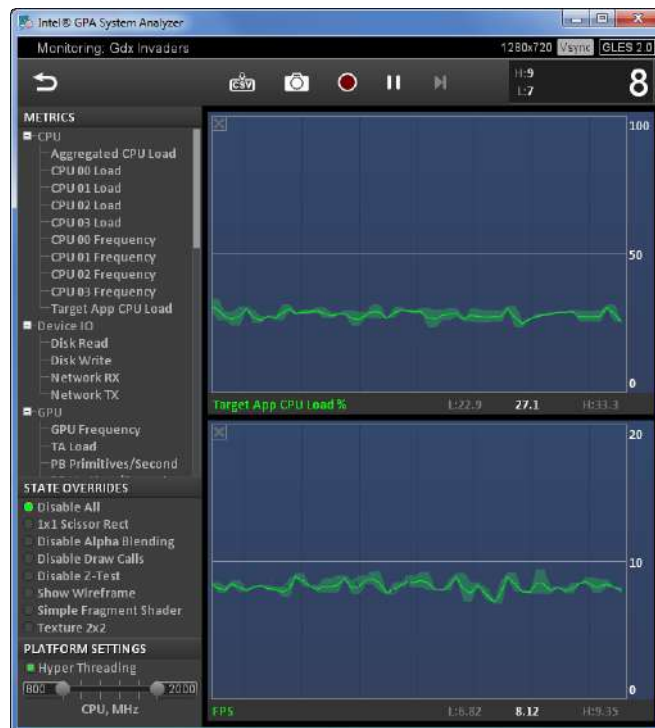 Intel® GPA System Analyzer
Monitoring: Gdx Invaders
1280x720 Vsync GLES 2.0
CSV
H:9
L:7
8
METRICS
CPU
Aggregated CPU Load
CPU 00 Load
CPU 01 Load
CPU 02 Load
CPU 03 Load
CPU 00 Frequency
CPU 01 Frequency
CPU 02 Frequency
CPU 03 Frequency
Target App CPU Load
Device IO
Disk Read
Disk Write
Network RX
Network TX
GPU
GPU Frequency
TA Load
PB Primitives/Second
STATE OVERRIDES
Disable All
1x1 Scissor Rect
Disable Alpha Blending
Disable Draw Calls
Disable Z-Test
Show Wireframe
Simple Fragment Shader
Texture 2x2
PLATFORM SETTINGS
Hyper Threading
800 2000
CPU, MHz
100
50
0
Target App CPU Load % L:22.9 27.1 H:33.3
20
10
0
FPS L:6.82 8.12 H:9.35